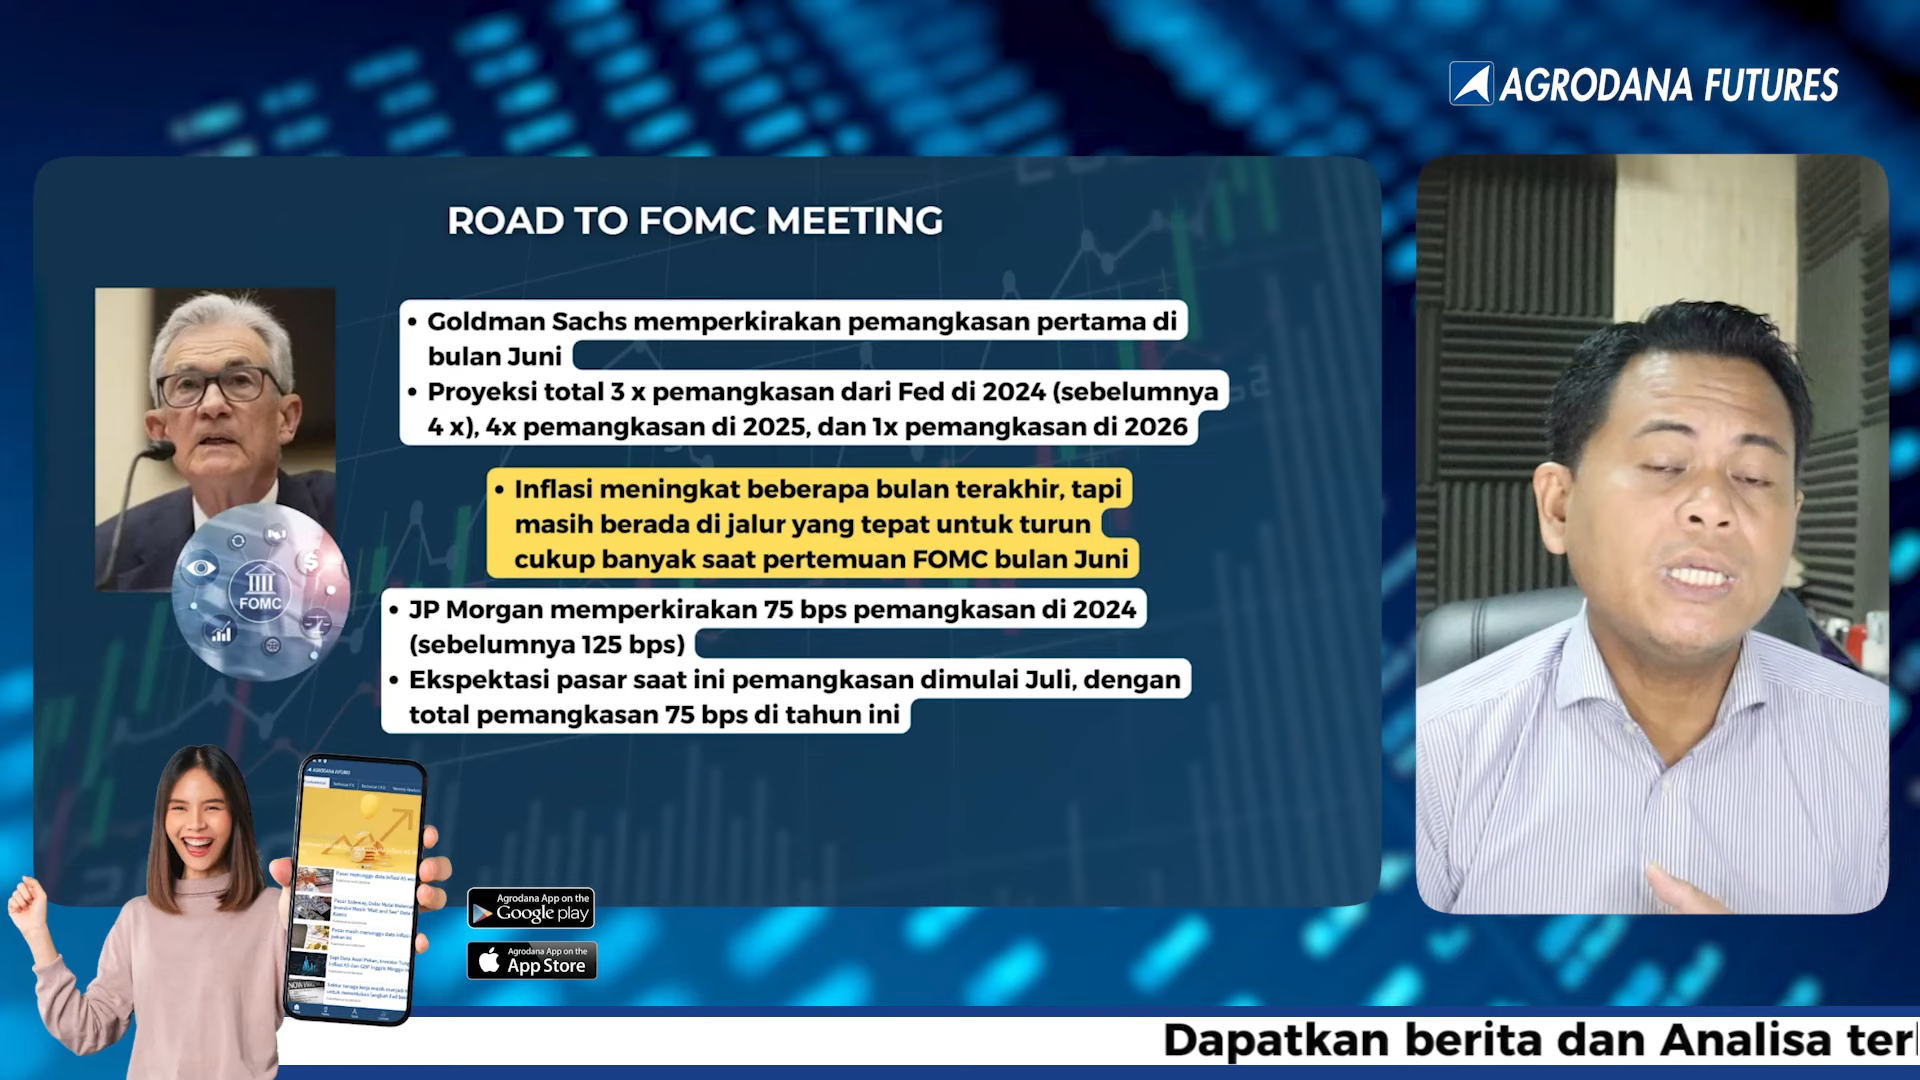 AGRODANA FUTURES
ROAD TO FOMC MEETING
• Goldman Sachs memperkirakan pemangkasan pertama di
bulan Juni
• Proyeksi total 3 x pemangkasan dari Fed di 2024 (sebelumnya
4 x), 4x pemangkasan di 2025, dan 1x pemangkasan di 2026
• Inflasi meningkat beberapa bulan terakhir, tapi
masih berada di jalur yang tepat untuk turun
cukup banyak saat pertemuan FOMC bulan Juni
FOMC
• JP Morgan memperkirakan 75 bps pemangkasan di 2024
(sebelumnya 125 bps)
• Ekspektasi pasar saat ini pemangkasan dimulai Juli, dengan
total pemangkasan 75 bps di tahun ini
AGRODANA FUTURES
Agrodana App on the
Google play
Agrodana App on the
App Store
Dapatkan berita dan Analisa